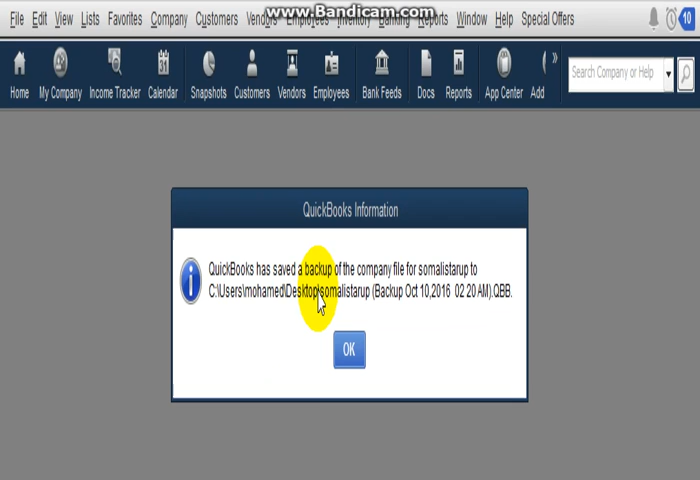 www.Bandicam.com
File Edit View Lists Favorites Company Customers Vendors Employees Inventory Banking Reports Window Help Special Offers 10
Home My Company Income Tracker Calendar Snapshots Customers Vendors Employees Bank Feeds Docs Reports App Center Add » Search Company or Help
QuickBooks Information
QuickBooks has saved a backup of the company file for somalistarup to
C:\Users\mohamed\Desktop\somalistarup (Backup Oct 10,2016 02 20 AM).QBB.
OK